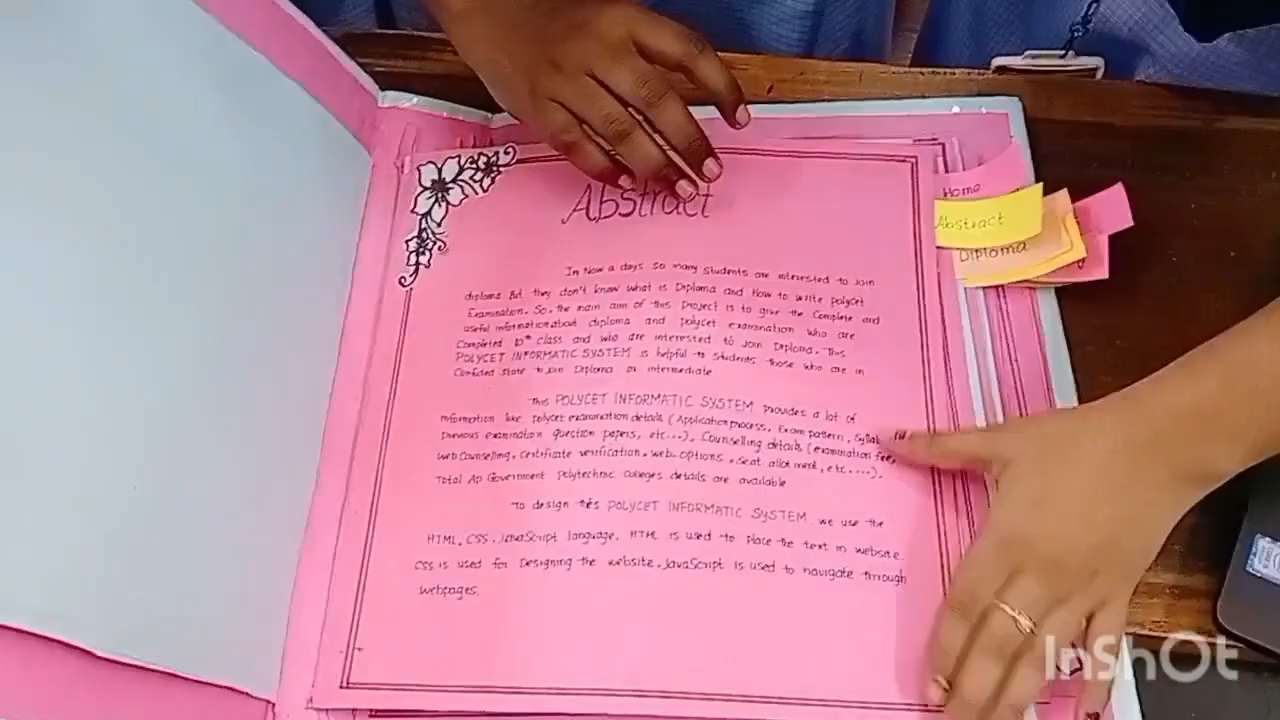 Abstract
In Now a days so many students are interested to join
diploma But they don't know what is Diploma and How to write polycet
Examination. So, the main aim of this Project is to give the Complete and
useful information about diploma and polycet examination who are
Completed 10th class and who are interested to Join Diploma. This
POLYCET INFORMATIC SYSTEM is helpful to students those who are in
Confused state to join Diploma or intermediate
This POLYCET INFORMATIC SYSTEM provides a lot of
information like polycet examination details (Application process, Exam pattern,
previous examination question papers, etc...), Counselling details (examination fee,
web Counselling, Certificate verification, web options, seat allotment, etc....).
Total Ap Government Polytechnic colleges details are available
To design this POLYCET INFORMATIC SYSTEM we use the
HTML, CSS, JavaScript language. HTML is used to place the text in website.
CSS is used for Designing the website. JavaScript is used to navigate through
webpages.
Home
Abstract
Diploma
InShOt